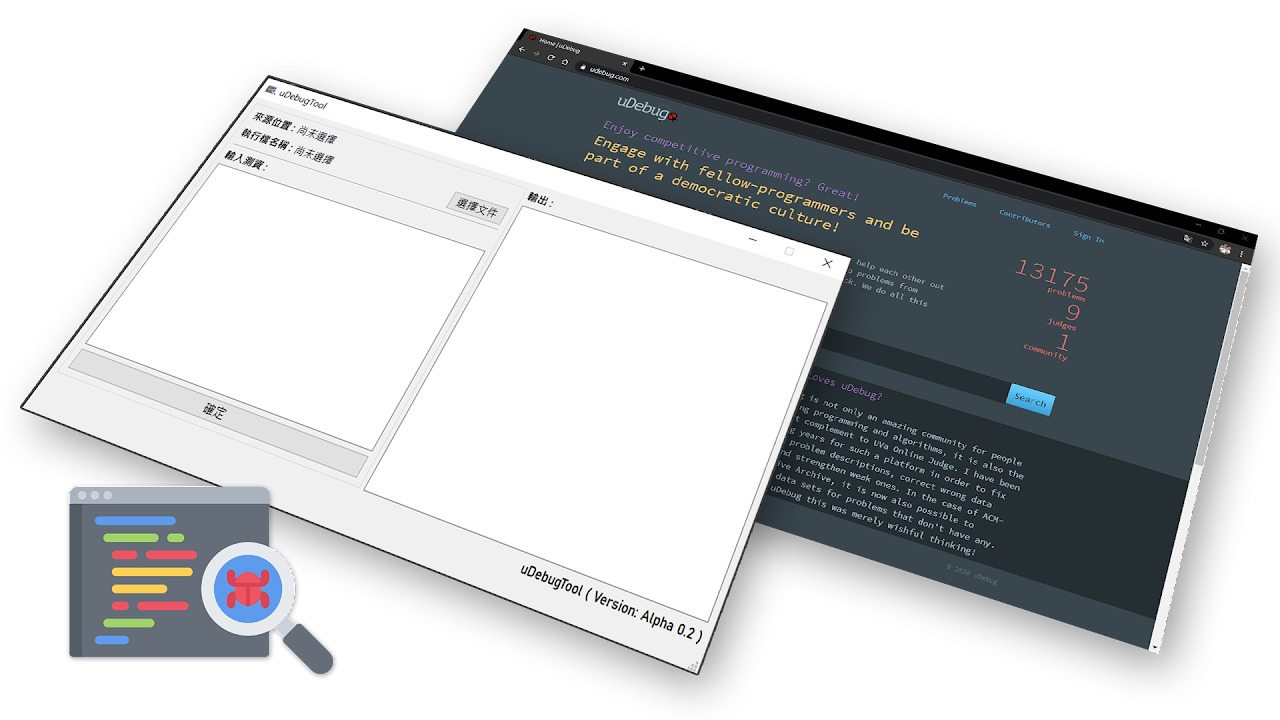 uDebugTool
來源位置 : 尚未選擇
執行檔名稱 : 尚未選擇
輸入測資 :
選擇文件
確定
輸出 :
uDebugTool ( Version: Alpha 0.2 )
Home | uDebug
udebug.com
uDebug
Problems
Contributors
Sign In
Enjoy competitive programming? Great!
Engage with fellow-programmers and be
part of a democratic culture!
help each other out
problems from
ck. We do all this
13175
problems
9
judges
1
community
Search
loves uDebug?
is not only an amazing community for people
ng programming and algorithms, it is also the
t complement to UVa Online Judge. I have been
g years for such a platform in order to fix
problem descriptions, correct wrong data
nd strengthen weak ones. In the case of ACM-
ive Archive, it is now also possible to
data sets for problems that don't have any.
uDebug this was merely wishful thinking!
© 2020 uDebug